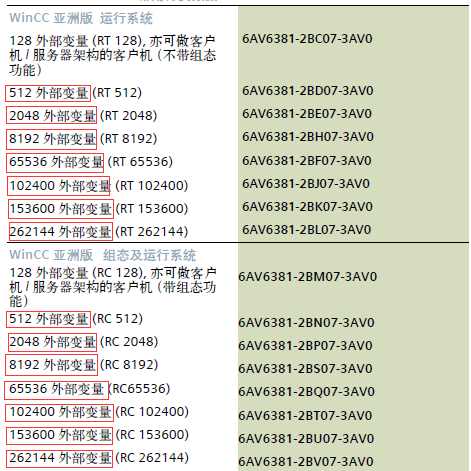 WinCC 亚洲版  运行系统
128 外部变量 (RT 128), 亦可做客户
机 / 服务器架构的客户机（不带组态
功能） 6AV6381-2BC07-3AV0
512 外部变量 (RT 512) 6AV6381-2BD07-3AV0
2048 外部变量 (RT 2048) 6AV6381-2BE07-3AV0
8192 外部变量 (RT 8192) 6AV6381-2BH07-3AV0
65536 外部变量 (RT 65536) 6AV6381-2BF07-3AV0
102400 外部变量 (RT 102400) 6AV6381-2BJ07-3AV0
153600 外部变量 (RT 153600) 6AV6381-2BK07-3AV0
262144 外部变量 (RT 262144) 6AV6381-2BL07-3AV0
WinCC 亚洲版  组态及运行系统
128 外部变量 (RC 128), 亦可做客户
机 / 服务器架构的客户机（带组态功
能） 6AV6381-2BM07-3AV0
512 外部变量 (RC 512) 6AV6381-2BN07-3AV0
2048 外部变量 (RC 2048) 6AV6381-2BP07-3AV0
8192 外部变量 (RC 8192) 6AV6381-2BS07-3AV0
65536 外部变量 (RC65536) 6AV6381-2BQ07-3AV0
102400 外部变量 (RC 102400) 6AV6381-2BT07-3AV0
153600 外部变量 (RC 153600) 6AV6381-2BU07-3AV0
262144 外部变量 (RC 262144) 6AV6381-2BV07-3AV0